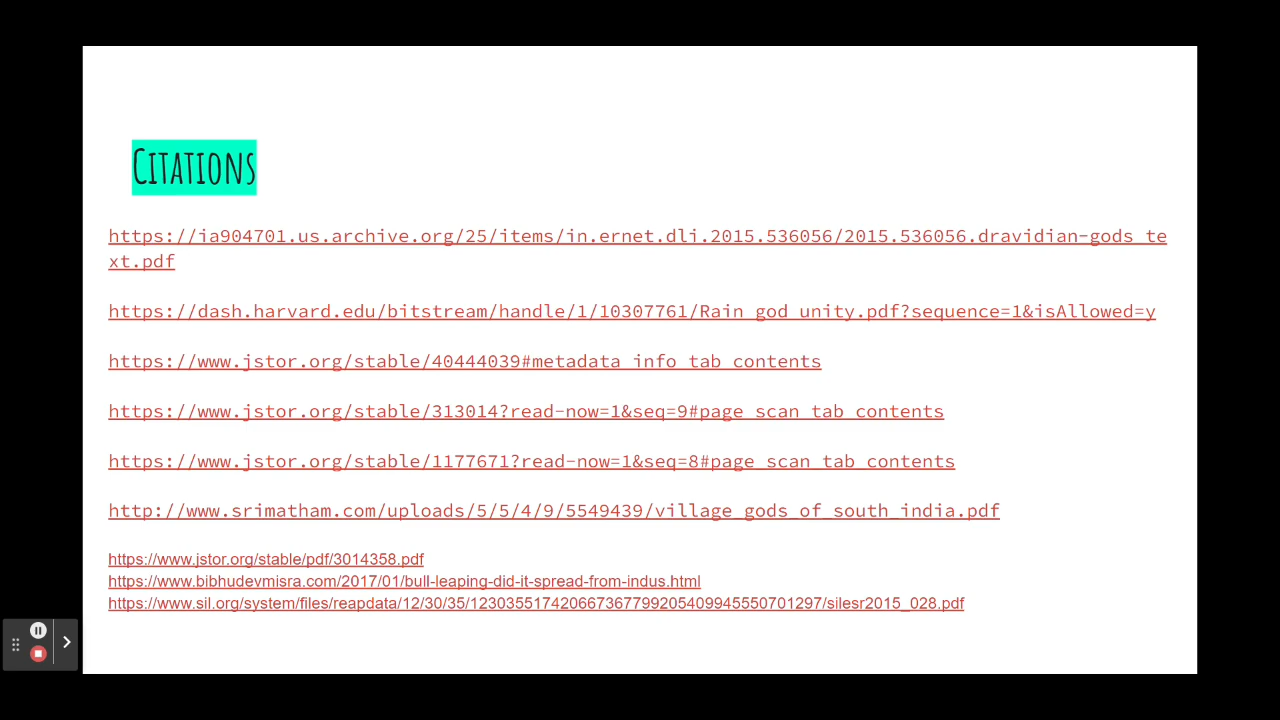 Citations
https://ia904701.us.archive.org/25/items/in.ernet.dli.2015.536056/2015.536056.dravidian-gods_te
xt.pdf
https://dash.harvard.edu/bitstream/handle/1/10307761/Rain_god_unity.pdf?sequence=1&isAllowed=y
https://www.jstor.org/stable/40444039#metadata_info_tab_contents
https://www.jstor.org/stable/313014?read-now=1&seq=9#page_scan_tab_contents
https://www.jstor.org/stable/1177671?read-now=1&seq=8#page_scan_tab_contents
http://www.srimatham.com/uploads/5/5/4/9/5549439/village_gods_of_south_india.pdf
https://www.jstor.org/stable/pdf/3014358.pdf
https://www.bibhudevmisra.com/2017/01/bull-leaping-did-it-spread-from-indus.html
https://www.sil.org/system/files/reapdata/12/30/35/123035517420667367799205409945550701297/silesr2015_028.pdf